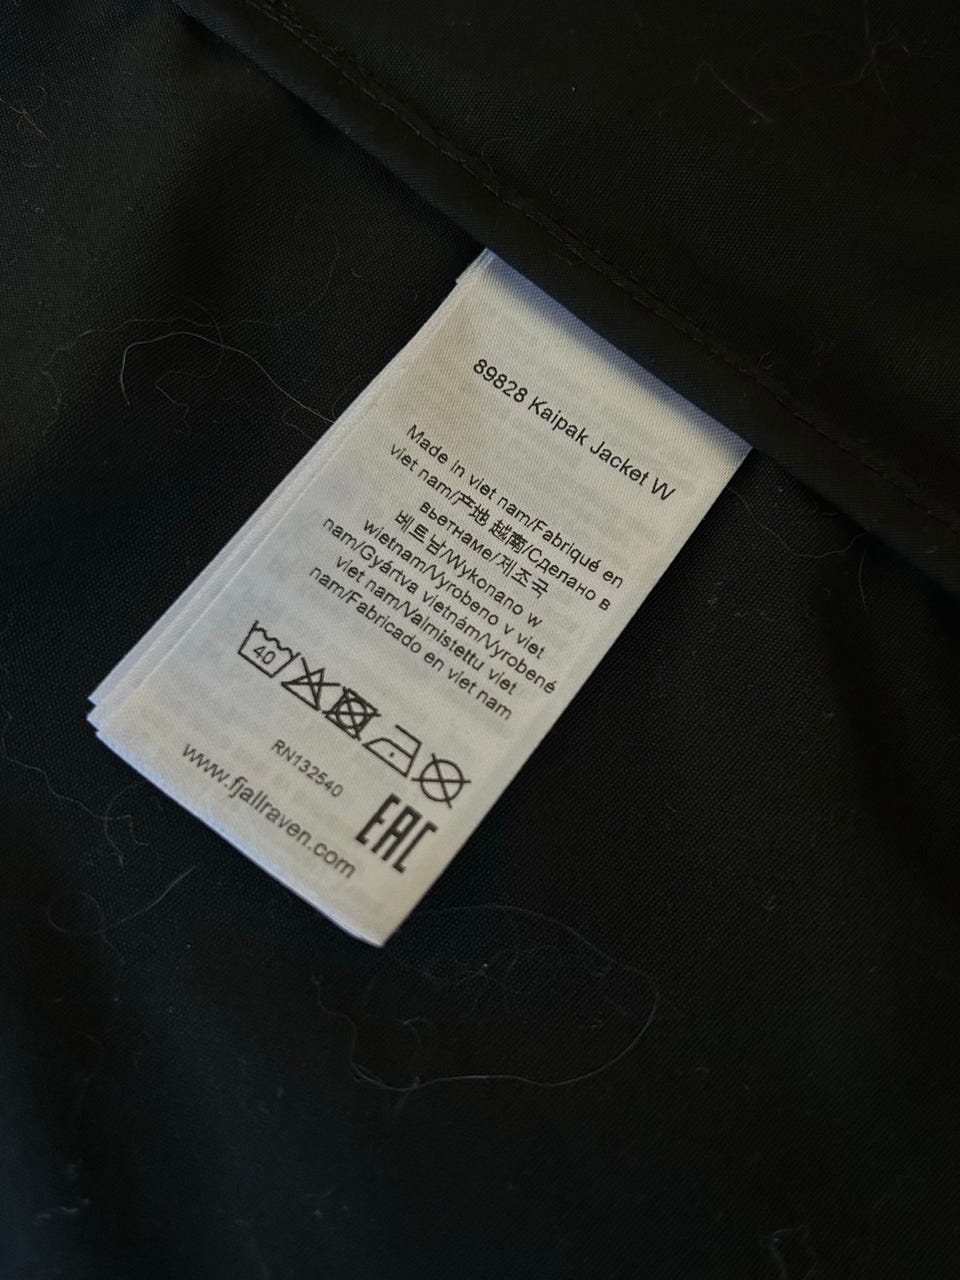 89828 Kaipak Jacket W
Made in viet nam/Fabriqué en
viet nam/产地 越南/Сделано в
вьетнаме/제조국
베트남/Wykonano w
wietnam/Vyrobeno v viet
nam/Gyártva vietnám/Vyrobené
viet nam/Valmistettu viet
nam/Fabricado en viet nam
40
RN132540
EAC
www.fjallraven.com